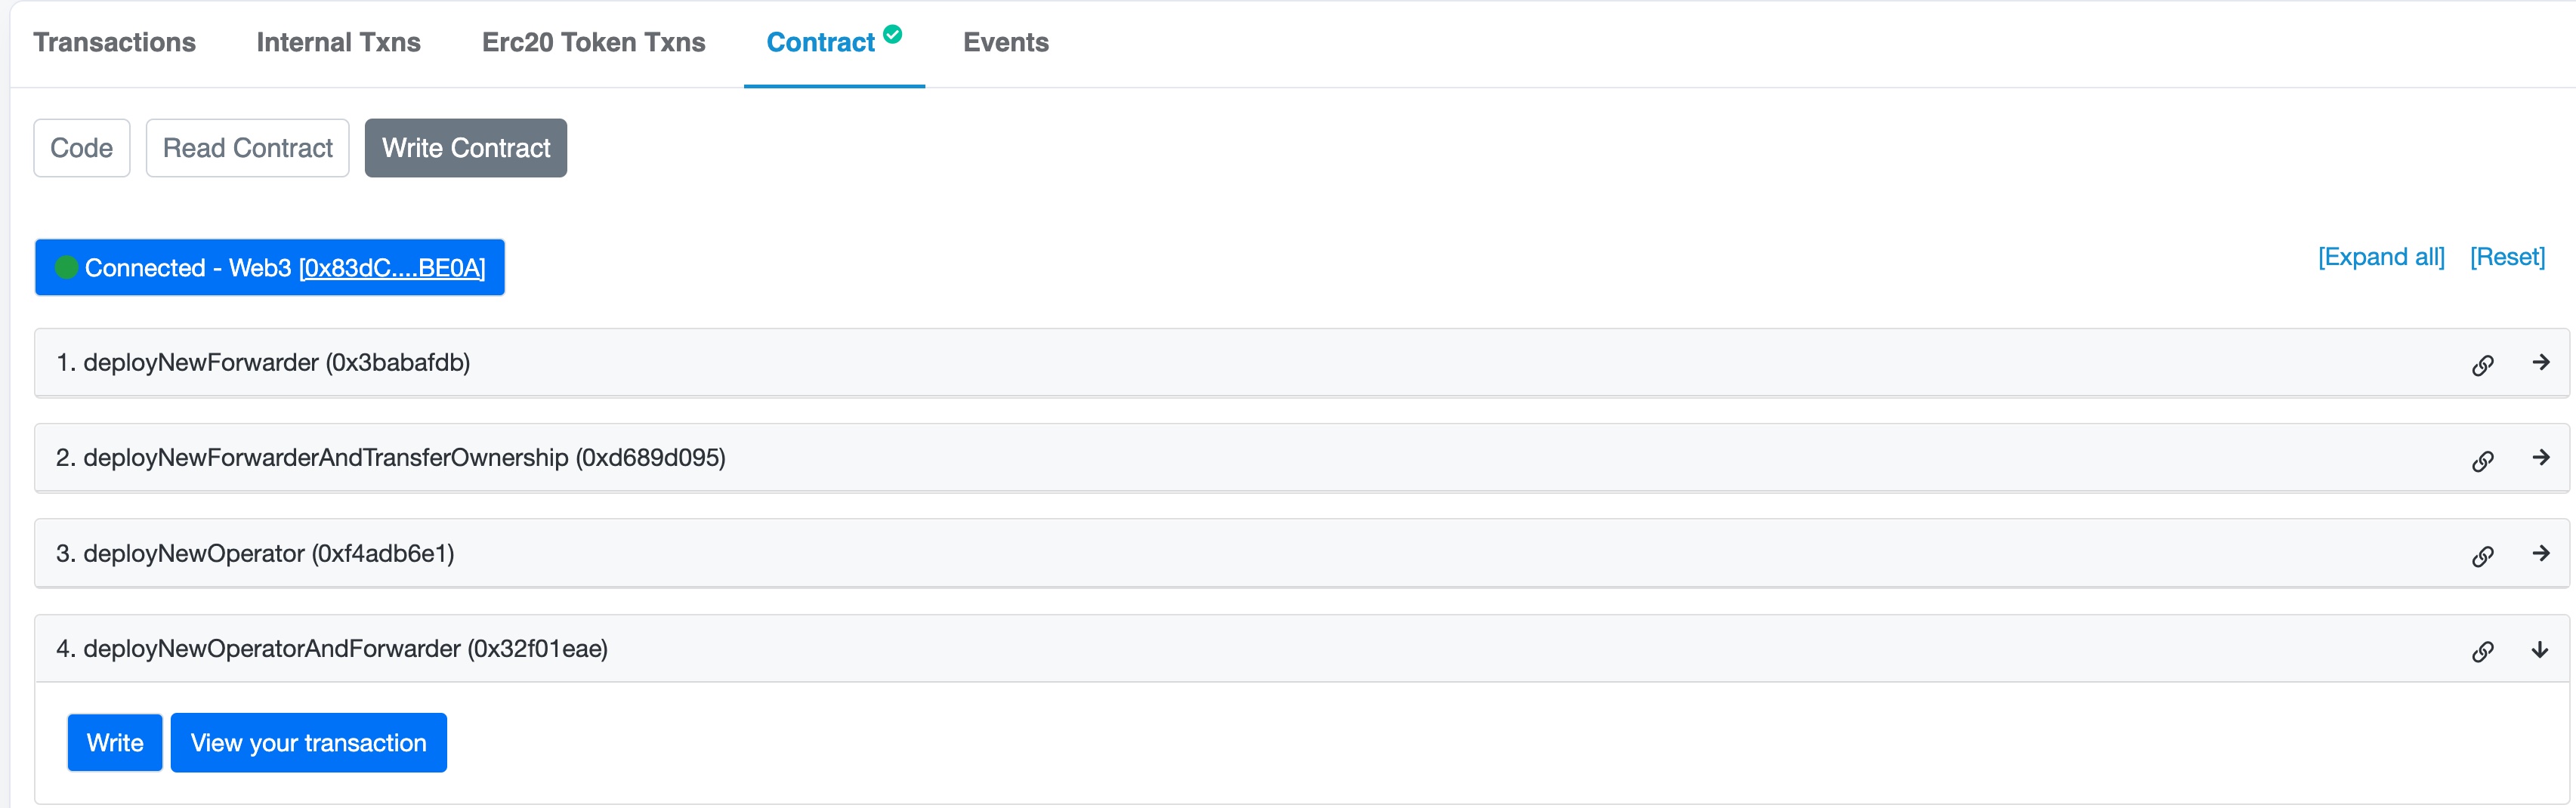 Transactions Internal Txns Erc20 Token Txns Contract Events
Code Read Contract Write Contract
Connected - Web3 [0x83dC....BE0A] [Expand all] [Reset]
1. deployNewForwarder (0x3babafdb)
2. deployNewForwarderAndTransferOwnership (0xd689d095)
3. deployNewOperator (0xf4adb6e1)
4. deployNewOperatorAndForwarder (0x32f01eae)
Write View your transaction